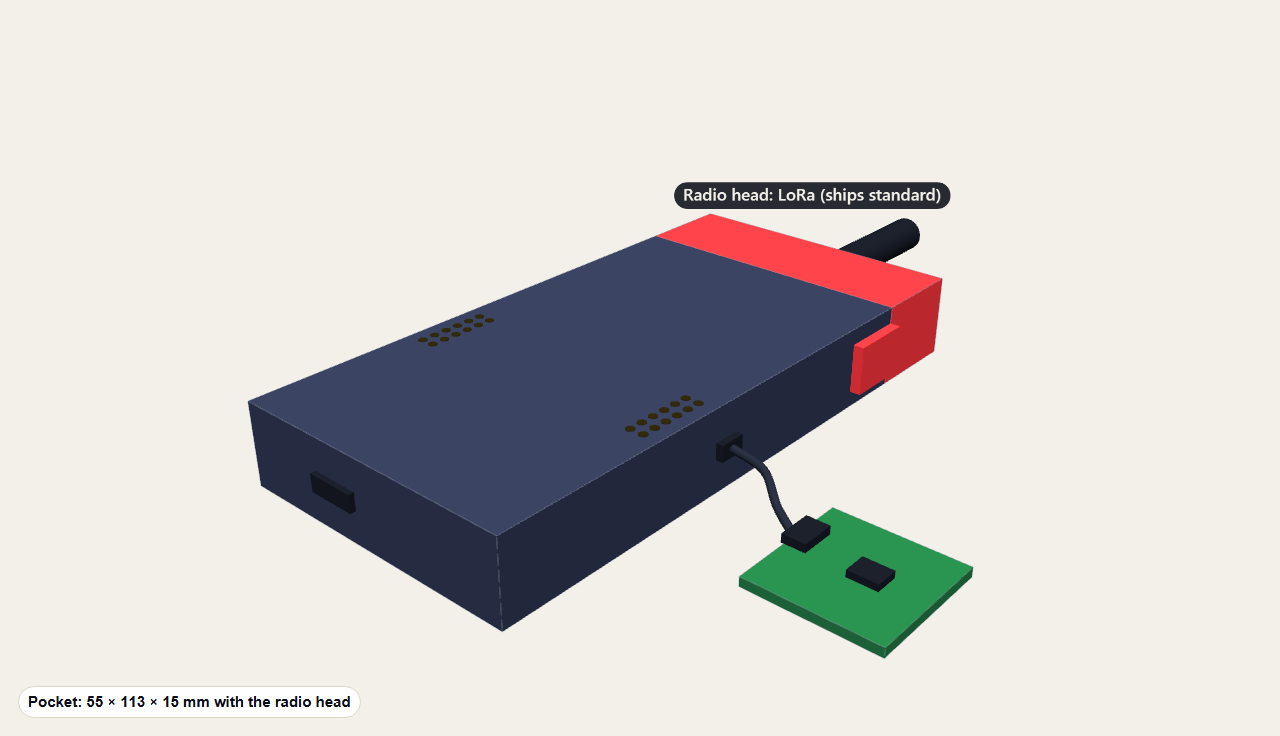 Radio head: LoRa (ships standard)
Pocket: 55 × 113 × 15 mm with the radio head